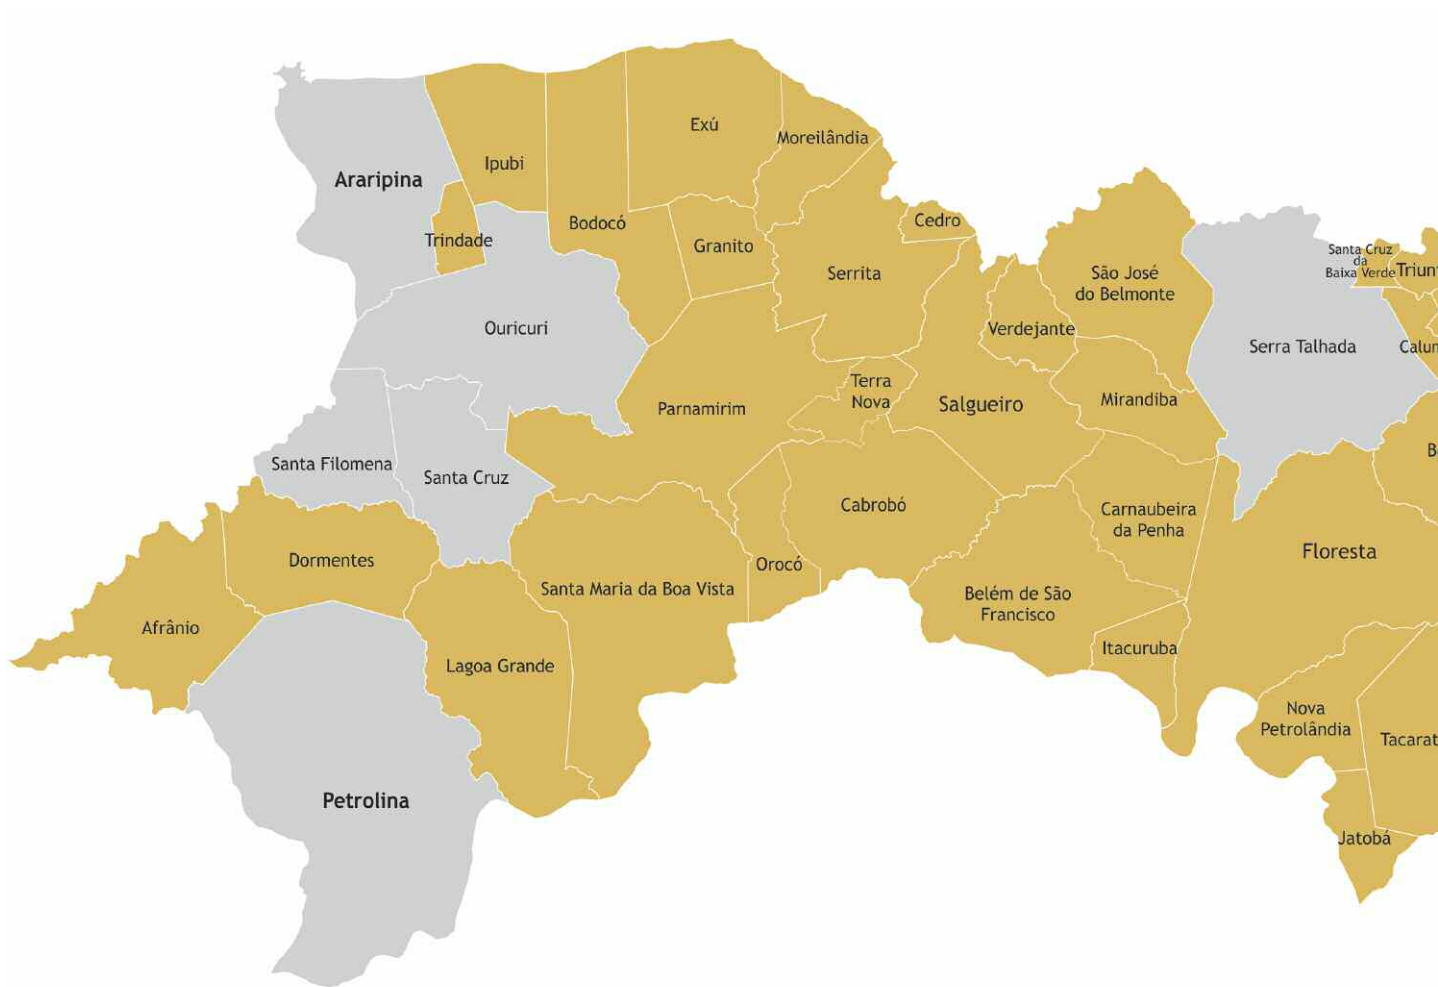 Exú
Moreilândia
Ipubi
Araripina
Bodocó
Cedro
Trindade
Granito
Serrita
São José
do Belmonte
Santa Cruz
da
Baixa Verde
Ouricuri
Verdejante
Serra Talhada
Terra
Nova
Parnamirim
Salgueiro
Mirandiba
Santa Filomena
Santa Cruz
Cabrobó
Carnaubeira
da Penha
Floresta
Dormentes
Orocó
Santa Maria da Boa Vista
Belém de São
Francisco
Afrânio
Itacuruba
Lagoa Grande
Nova
Petrolândia
Petrolina
Jatobá